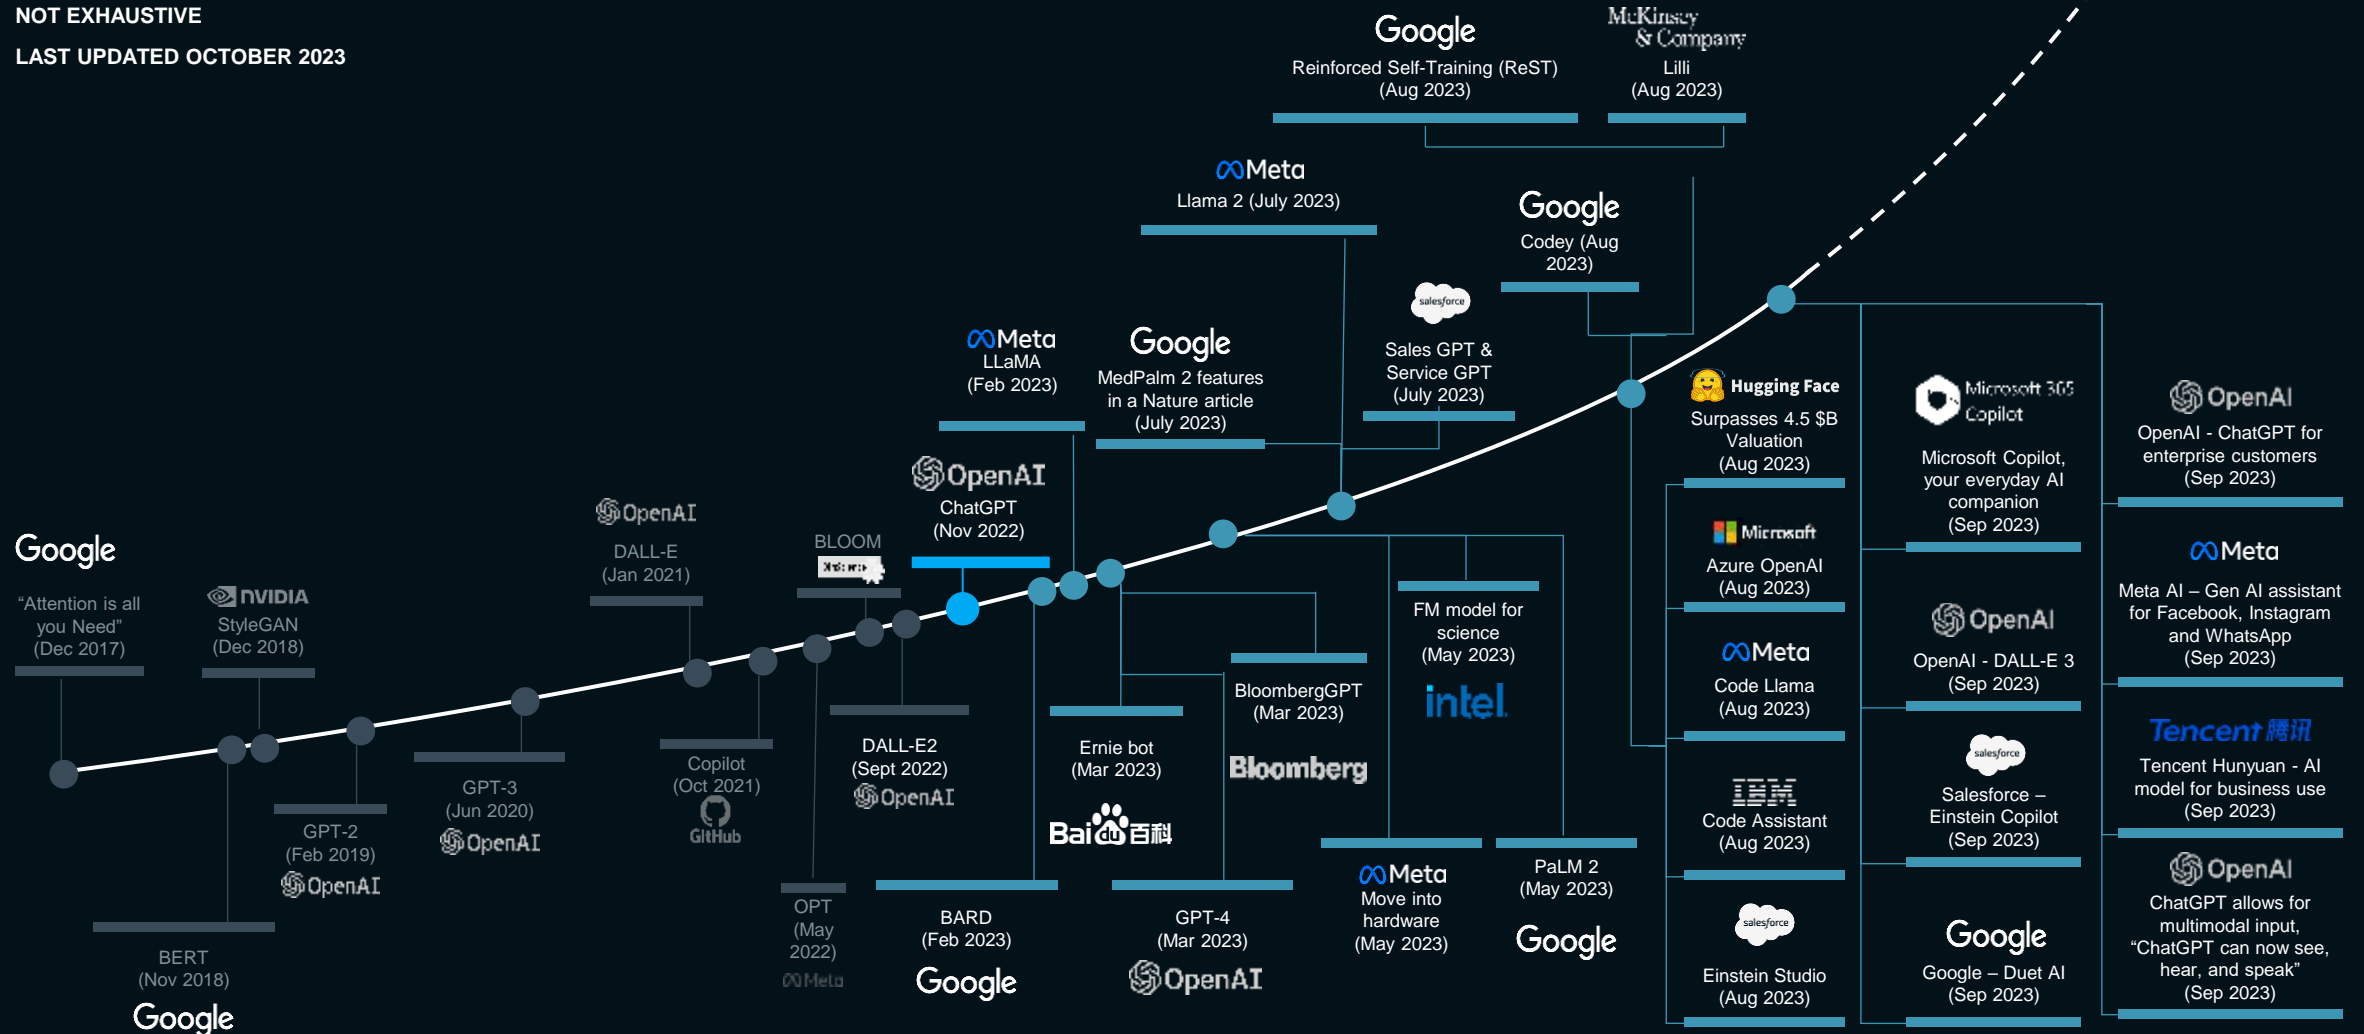 NOT EXHAUSTIVE
LAST UPDATED OCTOBER 2023
Google
“Attention is all
you Need”
(Dec 2017)
BERT
(Nov 2018)
Google
NVIDIA
StyleGAN
(Dec 2018)
GPT-2
(Feb 2019)
OpenAI
GPT-3
(Jun 2020)
OpenAI
OpenAI
DALL-E
(Jan 2021)
Copilot
(Oct 2021)
GitHub
OPT
(May
2022)
Meta
BLOOM
DALL-E2
(Sept 2022)
OpenAI
OpenAI
ChatGPT
(Nov 2022)
BARD
(Feb 2023)
Google
Meta
LLaMA
(Feb 2023)
Ernie bot
(Mar 2023)
Bai du 百科
GPT-4
(Mar 2023)
OpenAI
BloombergGPT
(Mar 2023)
Bloomberg
Meta
Move into
hardware
(May 2023)
FM model for
science
(May 2023)
intel.
PaLM 2
(May 2023)
Google
Google
MedPalm 2 features
in a Nature article
(July 2023)
Meta
Llama 2 (July 2023)
salesforce
Sales GPT &
Service GPT
(July 2023)
Google
Reinforced Self-Training (ReST)
(Aug 2023)
McKinsey
& Company
Lilli
(Aug 2023)
Google
Codey (Aug
2023)
Hugging Face
Surpasses 4.5 $B
Valuation
(Aug 2023)
Microsoft
Azure OpenAI
(Aug 2023)
Meta
Code Llama
(Aug 2023)
IBM
Code Assistant
(Aug 2023)
salesforce
Einstein Studio
(Aug 2023)
Microsoft 365
Copilot
Microsoft Copilot,
your everyday AI
companion
(Sep 2023)
OpenAI
OpenAI - DALL-E 3
(Sep 2023)
salesforce
Salesforce –
Einstein Copilot
(Sep 2023)
Google
Google – Duet AI
(Sep 2023)
OpenAI
OpenAI - ChatGPT for
enterprise customers
(Sep 2023)
Meta
Meta AI – Gen AI assistant
for Facebook, Instagram
and WhatsApp
(Sep 2023)
Tencent 腾讯
Tencent Hunyuan - AI
model for business use
(Sep 2023)
OpenAI
ChatGPT allows for
multimodal input,
“ChatGPT can now see,
hear, and speak”
(Sep 2023)